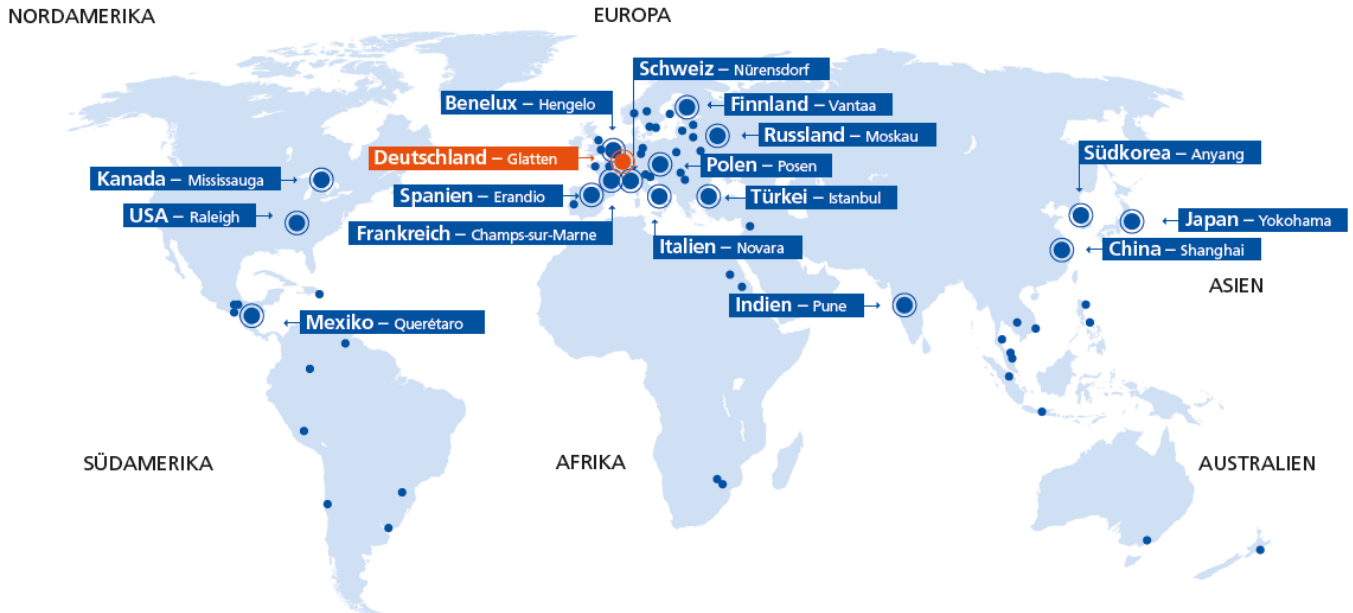 NORDAMERIKA
EUROPA
Schweiz – Nürensdorf
Benelux – Hengelo
Finnland – Vantaa
Russland – Moskau
Deutschland – Glatten
Polen – Posen
Südkorea – Anyang
Kanada – Mississauga
Spanien – Erandio
Türkei – Istanbul
USA – Raleigh
Japan – Yokohama
Frankreich – Champs-sur-Marne
Italien – Novara
China – Shanghai
ASIEN
Indien – Pune
Mexiko – Querétaro
SÜDAMERIKA
AFRIKA
AUSTRALIEN